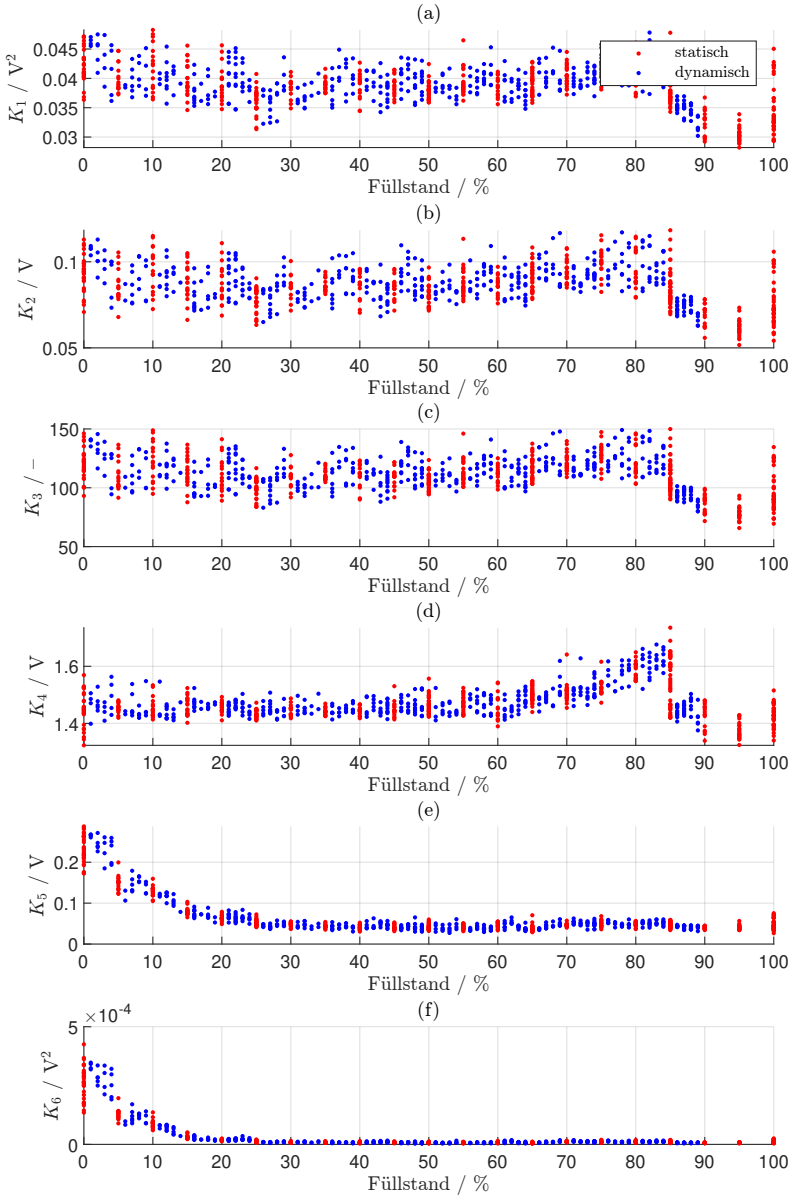 (a)
statisch
dynamisch
0.045
0.04
0.035
0.03
K₁ / V²
0 10 20 30 40 50 60 70 80 90 100
Füllstand / %
(b)
0.1
0.05
K₂ / V
0 10 20 30 40 50 60 70 80 90 100
Füllstand / %
(c)
150
100
50
K₃ / –
0 10 20 30 40 50 60 70 80 90 100
Füllstand / %
(d)
1.6
1.4
K₄ / V
0 10 20 30 40 50 60 70 80 90 100
Füllstand / %
(e)
0.2
0.1
0
K₅ / V
0 10 20 30 40 50 60 70 80 90 100
Füllstand / %
(f)
×10⁻⁴
5
0
K₆ / V²
0 10 20 30 40 50 60 70 80 90 100
Füllstand / %